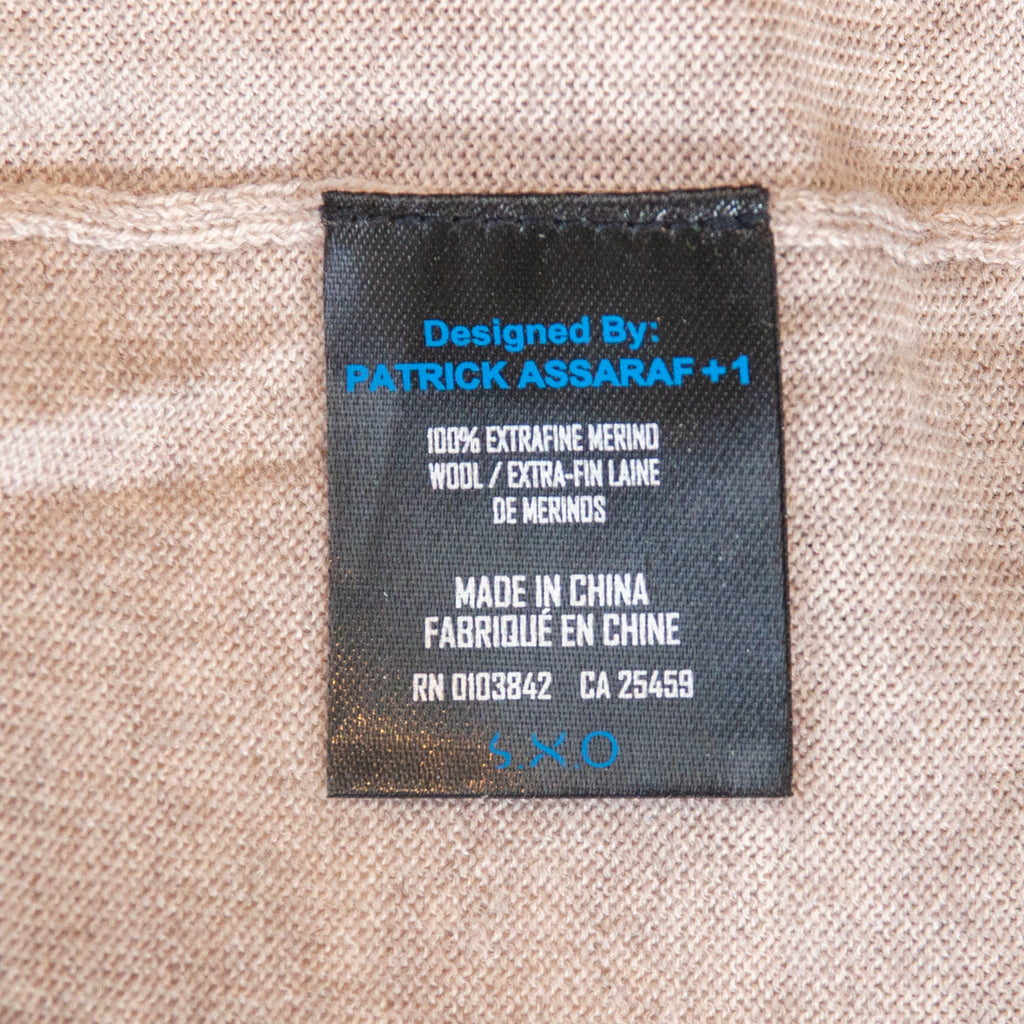 Designed By:
PATRICK ASSARAF +1
100% EXTRAFINE MERINO
WOOL / EXTRA-FIN LAINE
DE MERINOS
MADE IN CHINA
FABRIQUÉ EN CHINE
RN 0103842 CA 25459